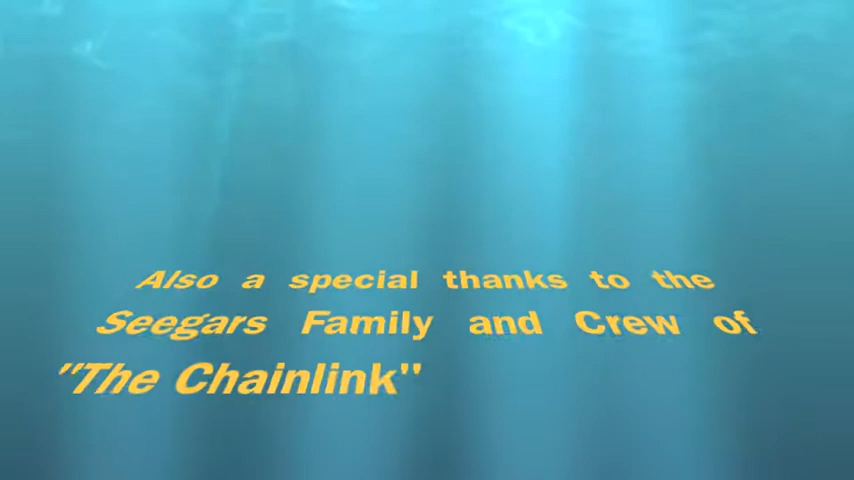 Also a special thanks to the
Seegars Family and Crew of
"The Chainlink"